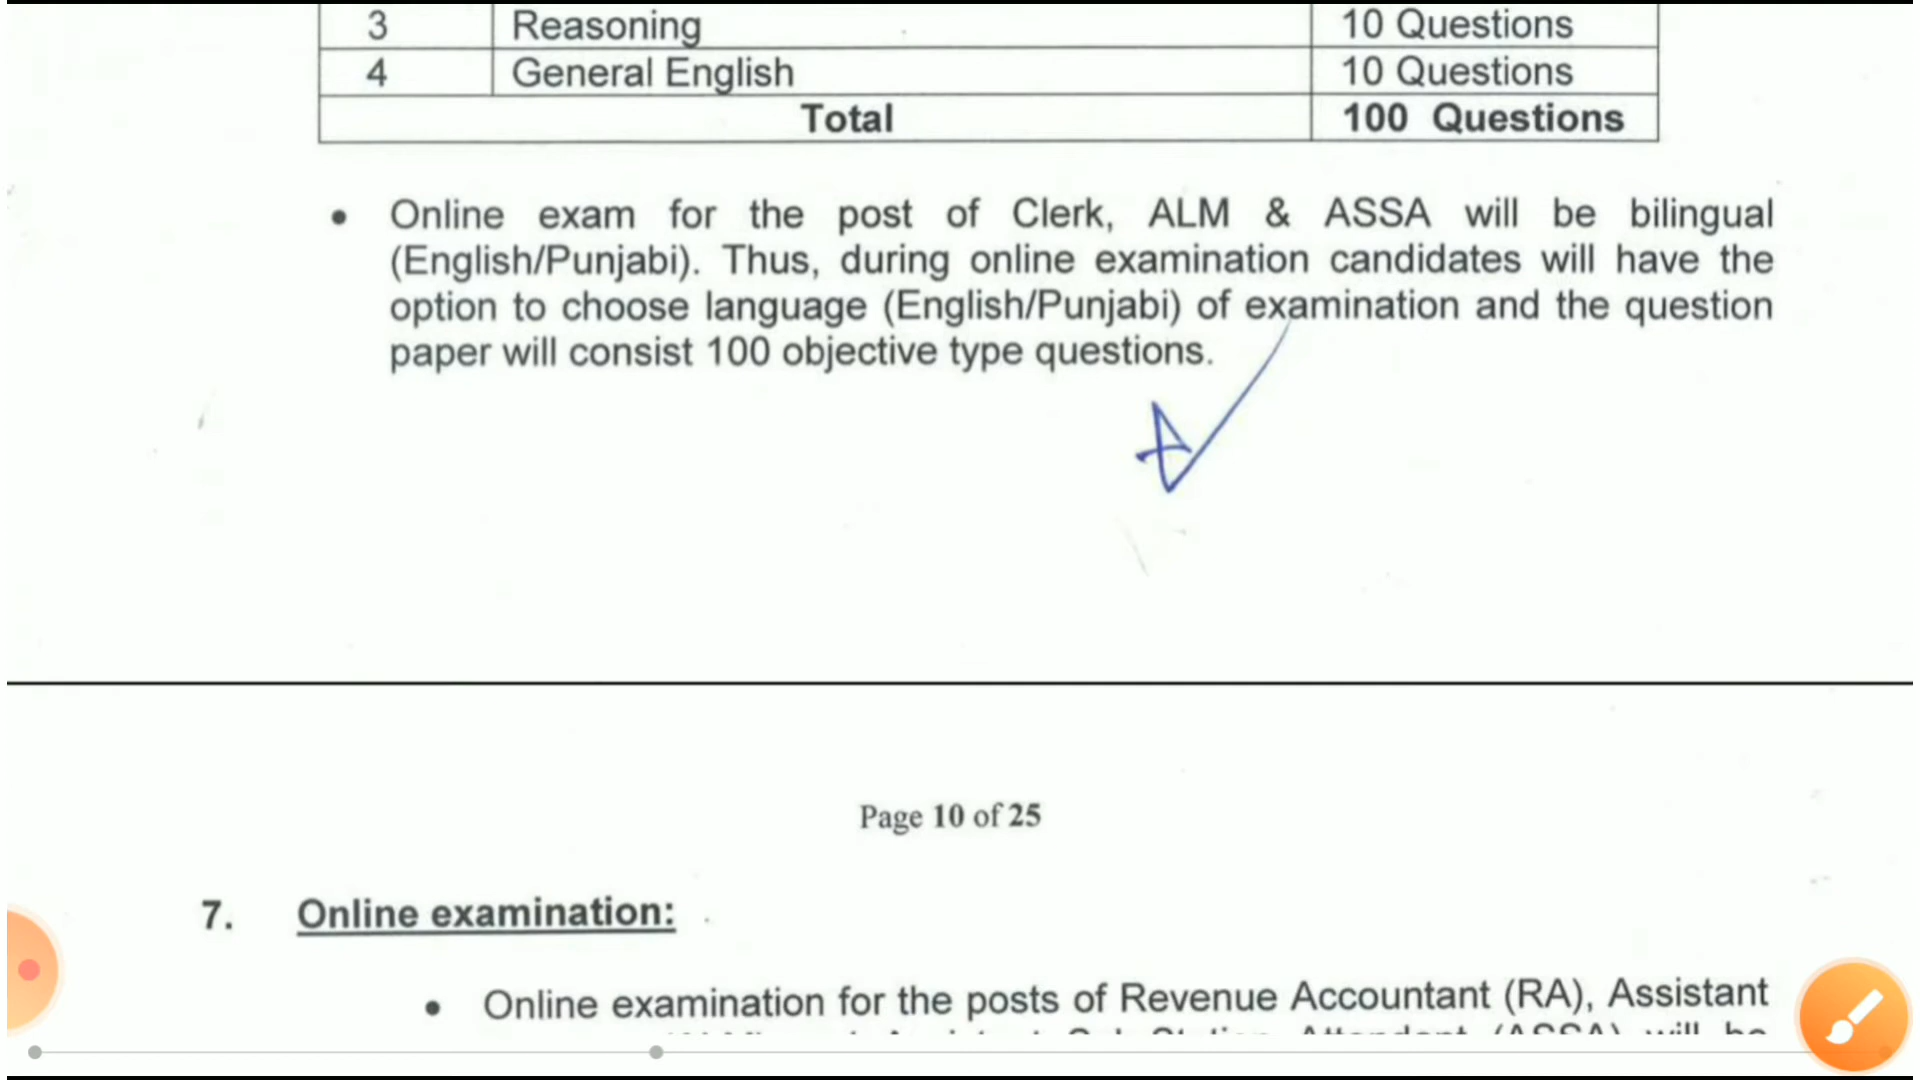 3 Reasoning 10 Questions
4 General English 10 Questions
Total 100 Questions
• Online exam for the post of Clerk, ALM & ASSA will be bilingual
(English/Punjabi). Thus, during online examination candidates will have the
option to choose language (English/Punjabi) of examination and the question
paper will consist 100 objective type questions.
Page 10 of 25
7. Online examination:
• Online examination for the posts of Revenue Accountant (RA), Assistant